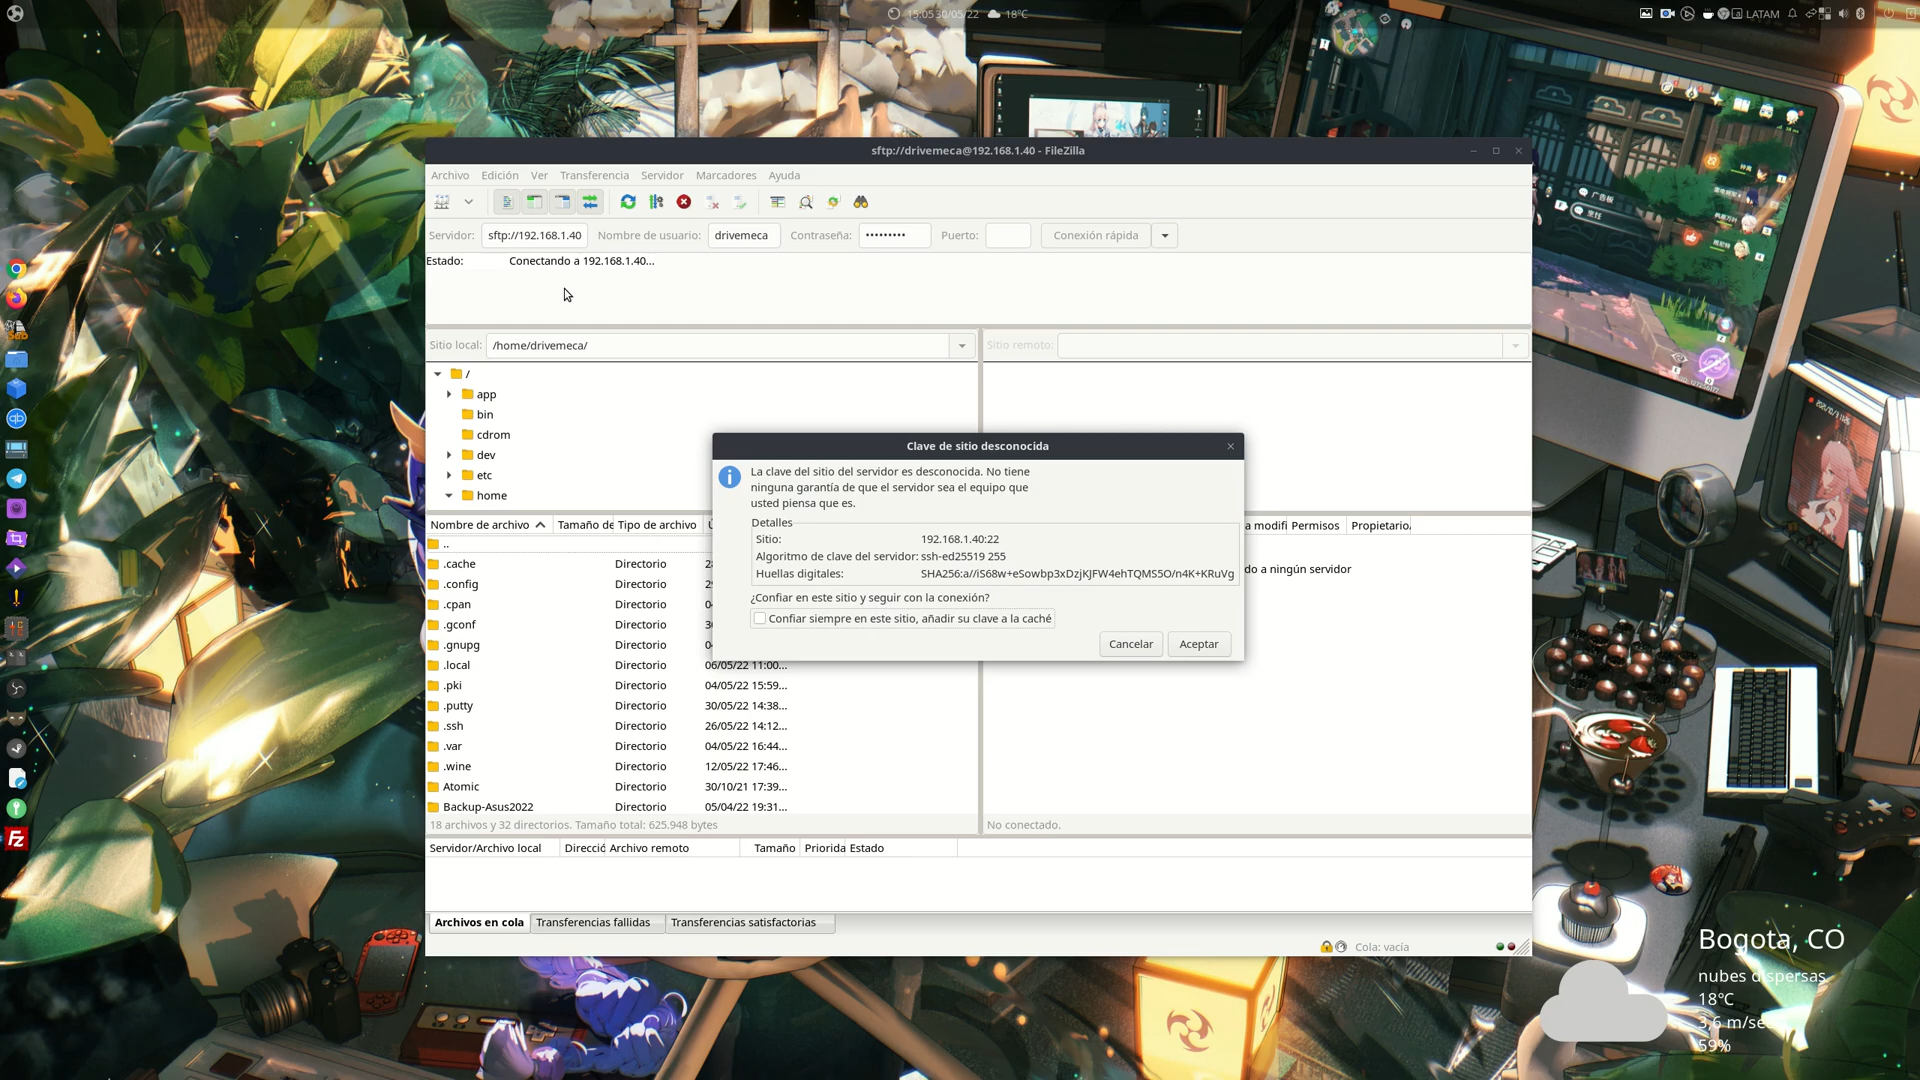 15:05 30/05/22 18°C
LATAM
sftp://drivemeca@192.168.1.40 - FileZilla
Archivo Edición Ver Transferencia Servidor Marcadores Ayuda
Servidor: sftp://192.168.1.40 Nombre de usuario: drivemeca Contraseña: ••••••••• Puerto: Conexión rápida
Estado: Conectando a 192.168.1.40...
Sitio local: /home/drivemeca/ Sitio remoto:
/
app
bin
cdrom
dev
etc
home
Clave de sitio desconocida
La clave del sitio del servidor es desconocida. No tiene
ninguna garantía de que el servidor sea el equipo que
usted piensa que es.
Detalles
Sitio: 192.168.1.40:22
Algoritmo de clave del servidor: ssh-ed25519 255
Huellas digitales: SHA256:a//iS68w+eSowbp3xDzjKJFW4ehTQMS5O/n4K+KRuVg
¿Confiar en este sitio y seguir con la conexión?
Confiar siempre en este sitio, añadir su clave a la caché
Cancelar Aceptar
Nombre de archivo Tamaño de Tipo de archivo
a modifi Permisos Propietario/
do a ningún servidor
..
.cache Directorio
.config Directorio
.cpan Directorio
.gconf Directorio
.gnupg Directorio
.local Directorio 06/05/22 11:00...
.pki Directorio 04/05/22 15:59...
.putty Directorio 30/05/22 14:38...
.ssh Directorio 26/05/22 14:12...
.var Directorio 04/05/22 16:44...
.wine Directorio 12/05/22 17:46...
Atomic Directorio 30/10/21 17:39...
Backup-Asus2022 Directorio 05/04/22 19:31...
18 archivos y 32 directorios. Tamaño total: 625.948 bytes
No conectado.
Servidor/Archivo local Direcció Archivo remoto Tamaño Priorida Estado
Archivos en cola Transferencias fallidas Transferencias satisfactorias
Cola: vacía
Bogota, CO
nubes dispersas
18°C
3,6 m/sec
59%